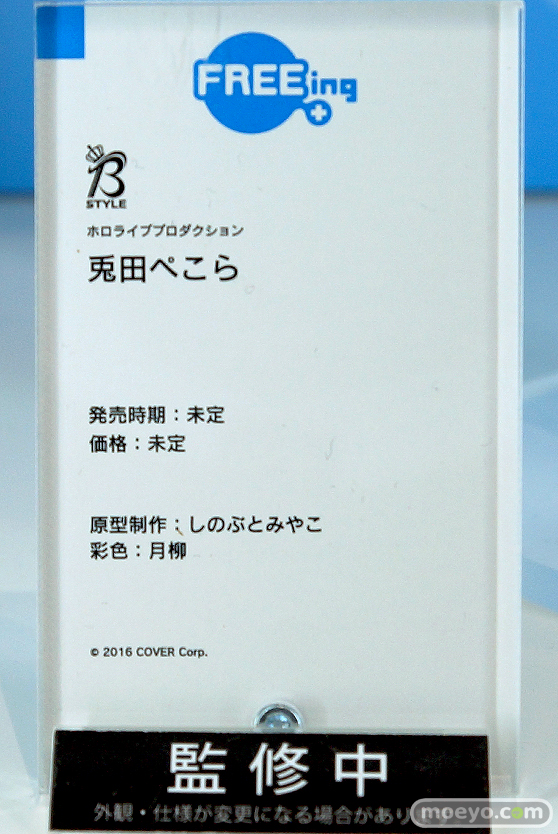 FREEing
B
STYLE
ホロライブプロダクション
兎田ぺこら
発売時期：未定
価格：未定
原型制作：しのぶとみやこ
彩色：月柳
© 2016 COVER Corp.
監修中
外観・仕様が変更になる場合があり
moeyo.com